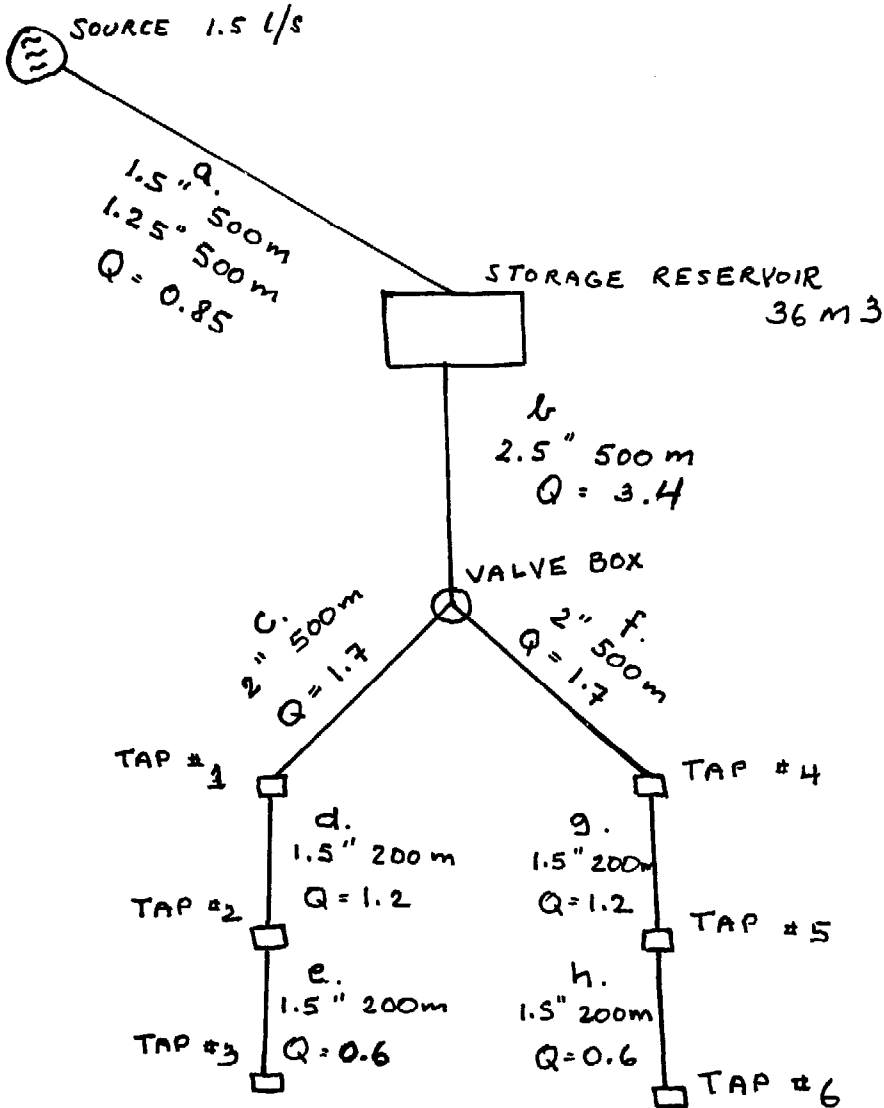 SOURCE 1.5 l/s
a.
1.5" 500m
1.25" 500m
Q = 0.85
STORAGE RESERVOIR
36 M3
b
2.5" 500 m
Q = 3.4
VALVE BOX
c.
2" 500m
Q = 1.7
f.
2" 500m
Q = 1.7
TAP #1
TAP #4
d.
1.5" 200 m
Q = 1.2
g.
1.5" 200m
Q = 1.2
TAP #2
TAP #5
e.
1.5" 200m
Q = 0.6
h.
1.5" 200m
Q = 0.6
TAP #3
TAP #6